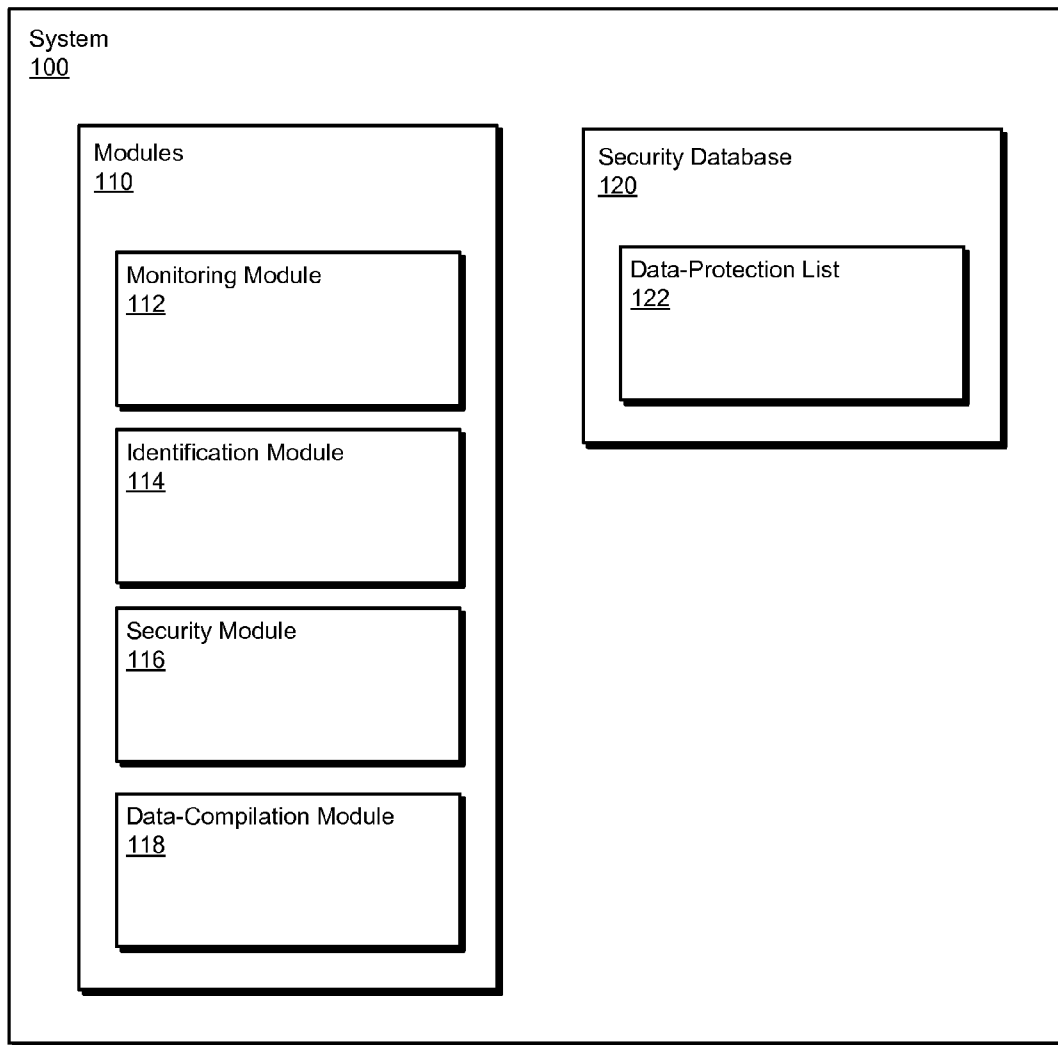 System
100
Modules
110
Monitoring Module
112
Identification Module
114
Security Module
116
Data-Compilation Module
118
Security Database
120
Data-Protection List
122